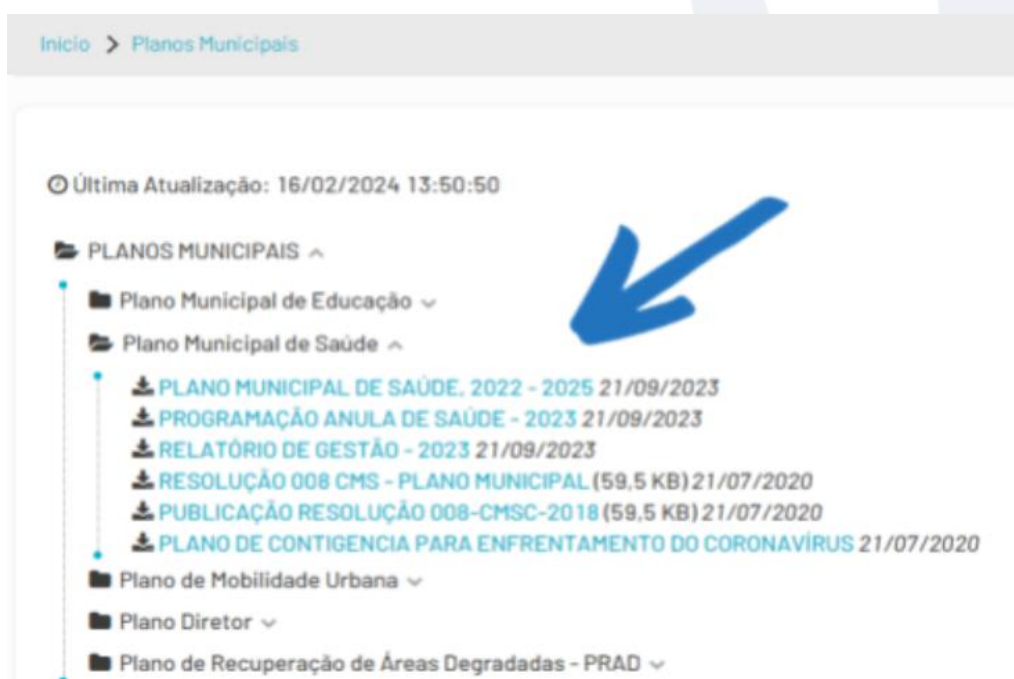 Início > Planos Municipais
Última Atualização: 16/02/2024 13:50:50
PLANOS MUNICIPAIS
Plano Municipal de Educação
Plano Municipal de Saúde
PLANO MUNICIPAL DE SAÚDE, 2022 - 2025 21/09/2023
PROGRAMAÇÃO ANULA DE SAÚDE - 2023 21/09/2023
RELATÓRIO DE GESTÃO - 2023 21/09/2023
RESOLUÇÃO 008 CMS - PLANO MUNICIPAL (59,5 KB) 21/07/2020
PUBLICAÇÃO RESOLUÇÃO 008-CMSC-2018 (59,5 KB) 21/07/2020
PLANO DE CONTIGENCIA PARA ENFRENTAMENTO DO CORONAVÍRUS 21/07/2020
Plano de Mobilidade Urbana
Plano Diretor
Plano de Recuperação de Áreas Degradadas - PRAD